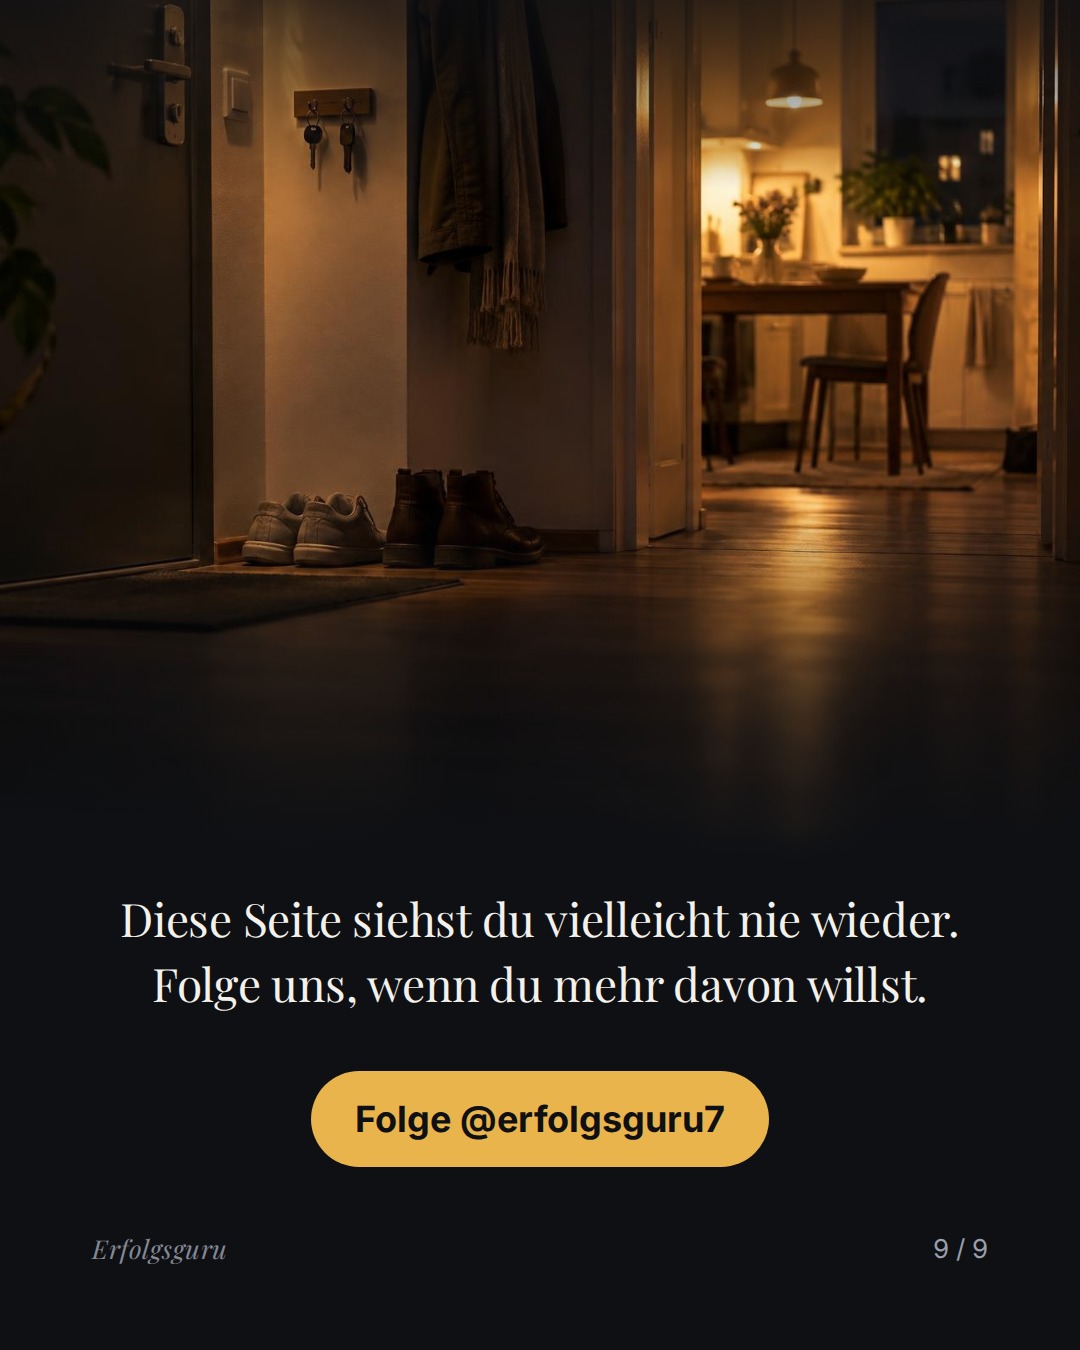 Diese Seite siehst du vielleicht nie wieder.
Folge uns, wenn du mehr davon willst.
Folge @erfolgsguru7
Erfolgsguru
9 / 9